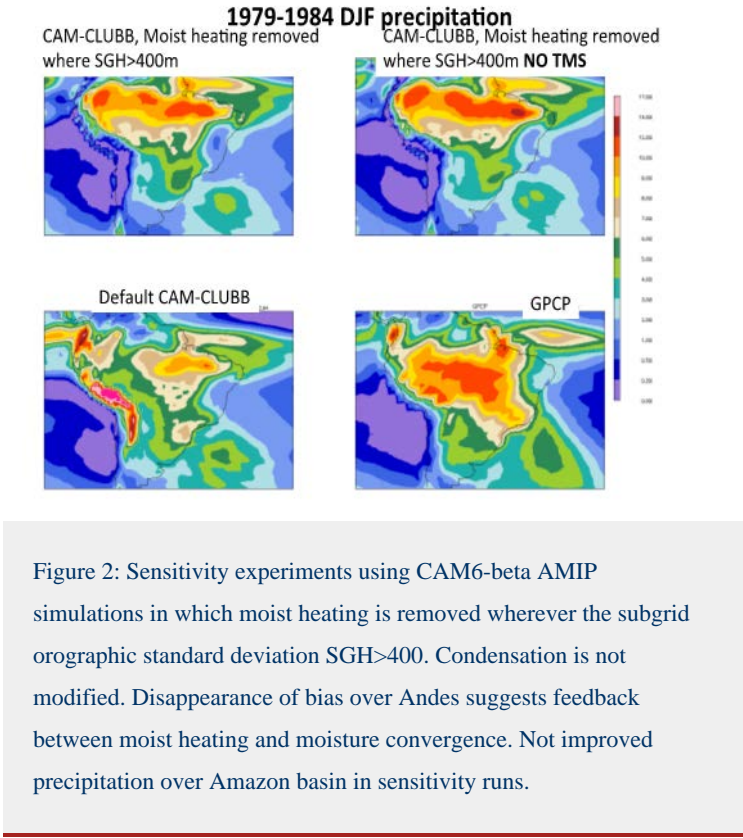 1979-1984 DJF precipitation
CAM-CLUBB, Moist heating removed
where SGH>400m
CAM-CLUBB, Moist heating removed
where SGH>400m NO TMS
Default CAM-CLUBB
GPCP
GPCP
Figure 2: Sensitivity experiments using CAM6-beta AMIP
simulations in which moist heating is removed wherever the subgrid
orographic standard deviation SGH>400. Condensation is not
modified. Disappearance of bias over Andes suggests feedback
between moist heating and moisture convergence. Not improved
precipitation over Amazon basin in sensitivity runs.